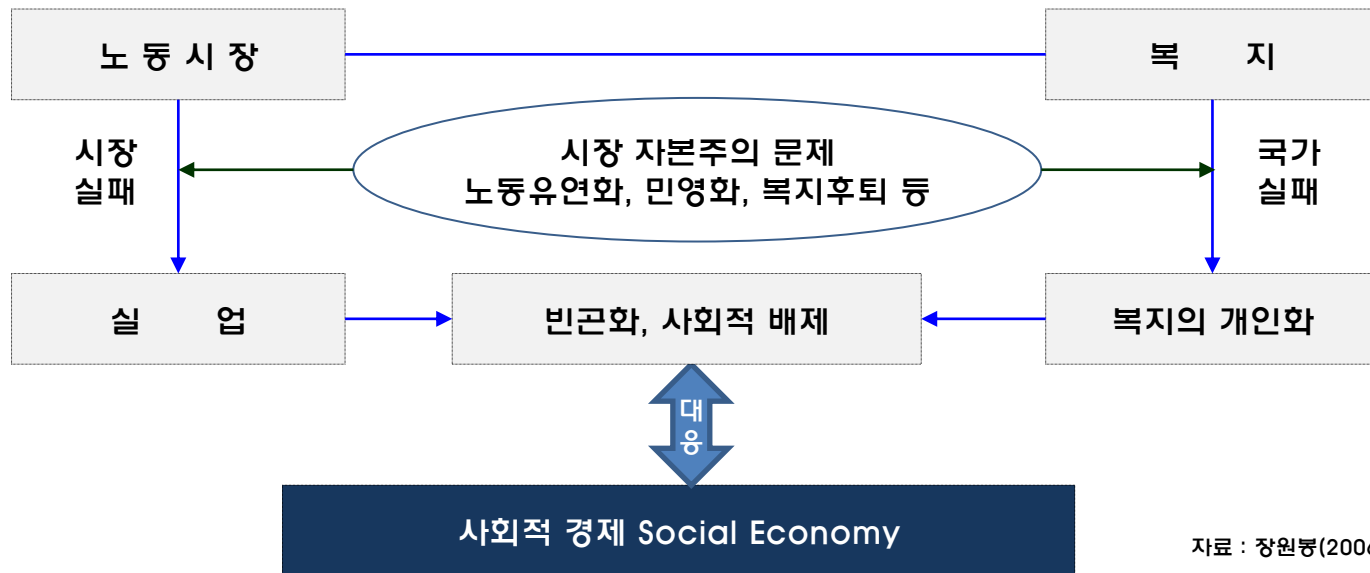 노 동 시 장
복 지
시장
실패
시장 자본주의 문제
노동유연화, 민영화, 복지후퇴 등
국가
실패
실 업
빈곤화, 사회적 배제
복지의 개인화
대
응
사회적 경제 Social Economy
자료 : 장원봉(200